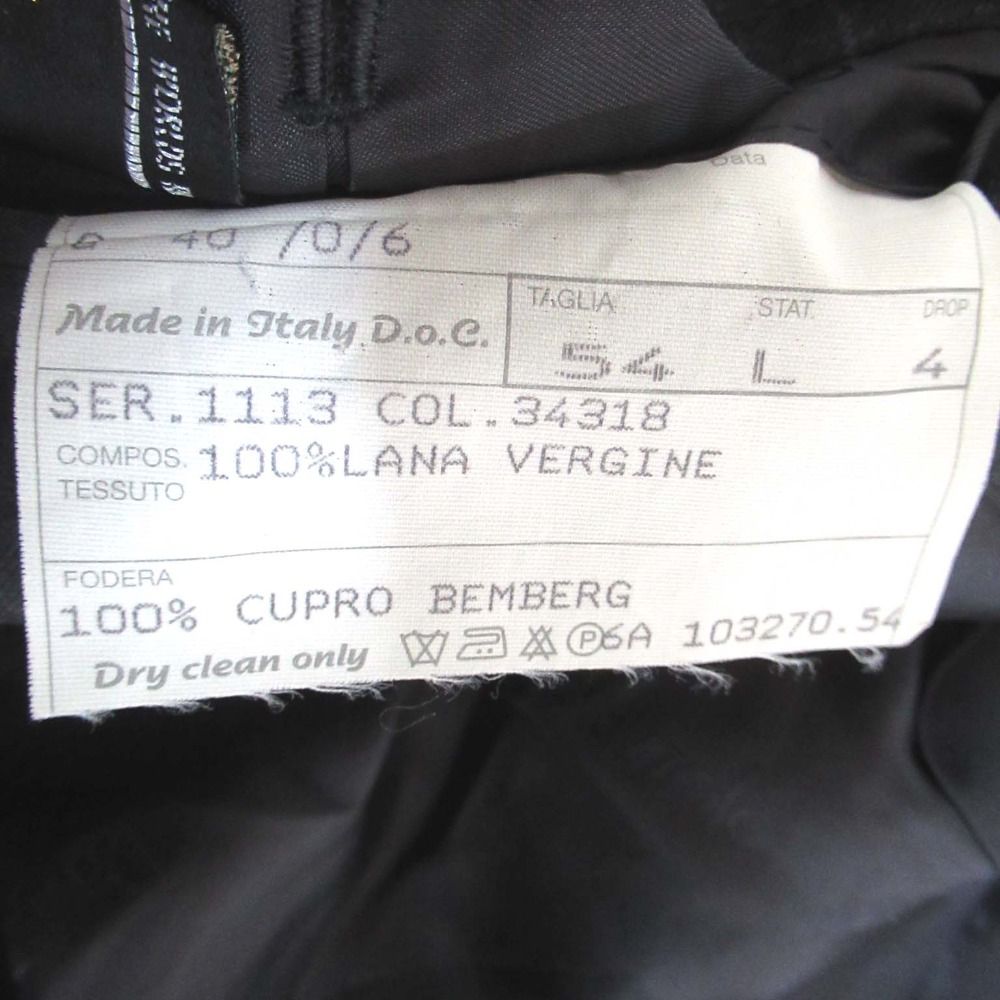 Data
40 /0/6
Made in Italy D.o.C.
TAGLIA STAT. DROP
54 L 4
SER.1113 COL.34318
COMPOS. TESSUTO 100%LANA VERGINE
FODERA
100% CUPRO BEMBERG
Dry clean only P 6A 103270.54